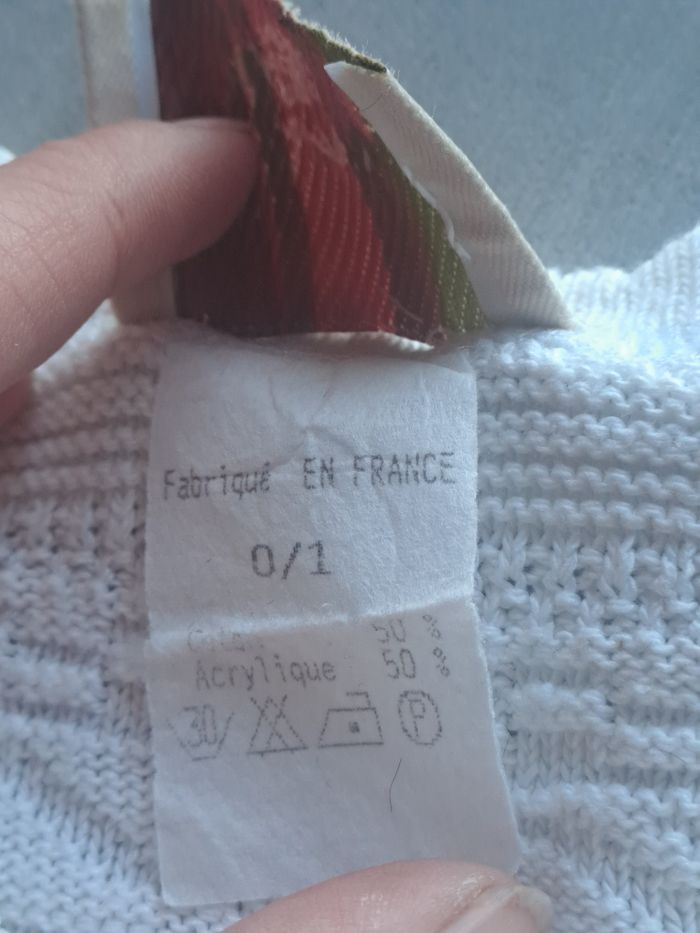 Fabriqué EN FRANCE
0/1
50 %
Acrylique 50 %
30 P